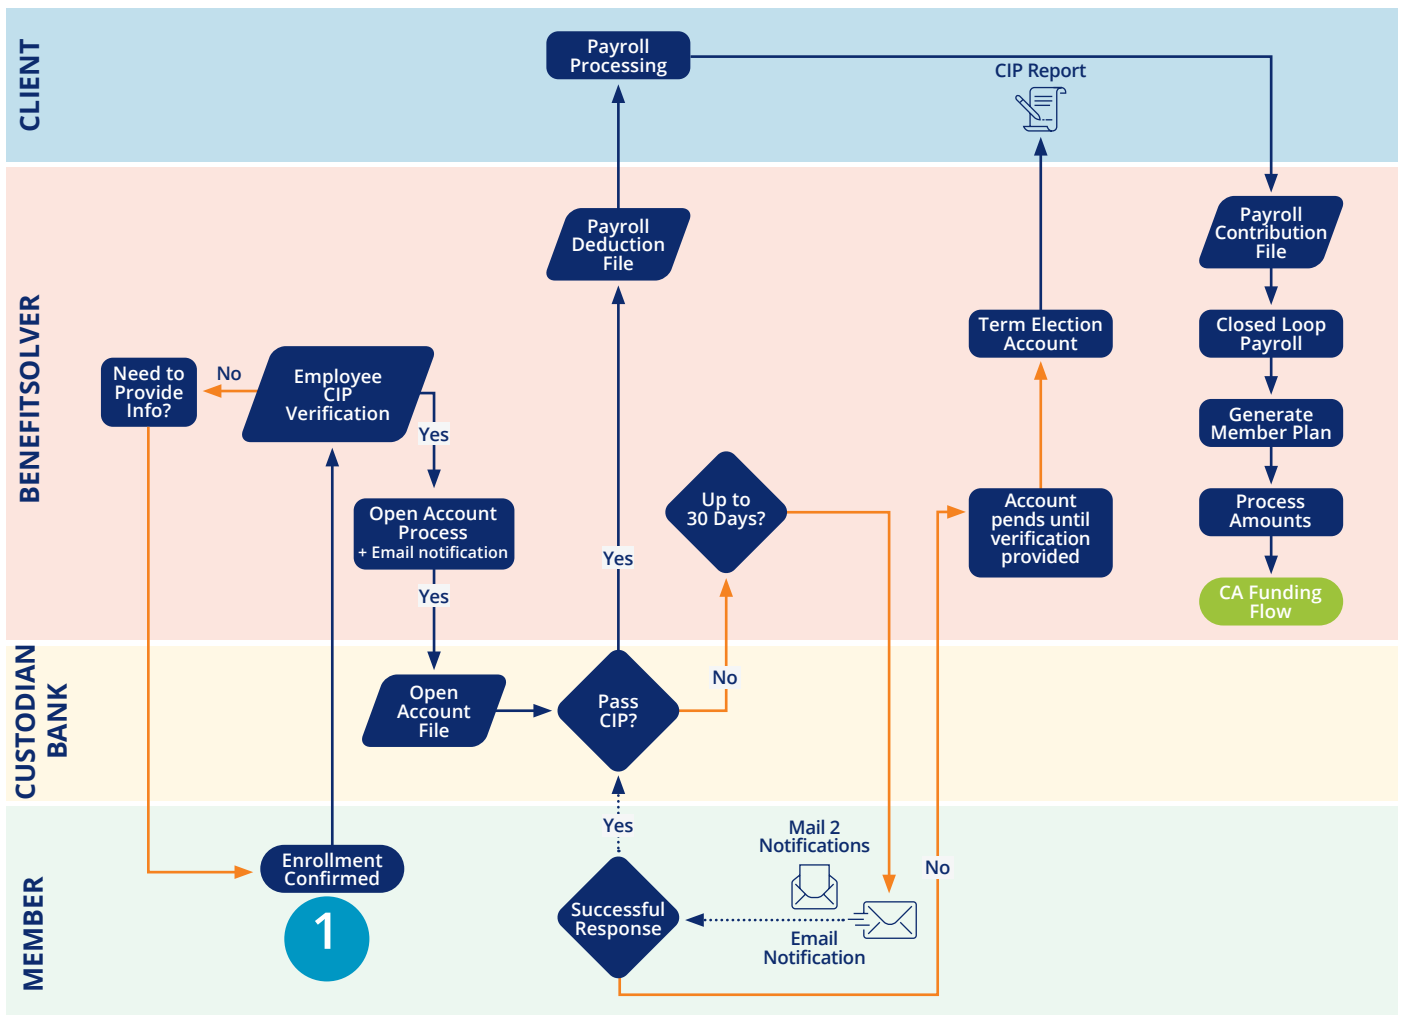 CLIENT
Payroll
Processing
CIP Report
BENEFITSOLVER
Payroll
Deduction
File
Payroll
Contribution
File
Term Election
Account
Closed Loop
Payroll
Need to
Provide
Info?
No
Employee
CIP
Verification
Yes
Generate
Member Plan
Open Account
Process
+ Email notification
Yes
Yes
Up to
30 Days?
Account
pends until
verification
provided
Process
Amounts
CA Funding
Flow
CUSTODIAN
BANK
Open
Account
File
Pass
CIP?
No
MEMBER
Enrollment
Confirmed
1
Yes
Successful
Response
Mail 2
Notifications
Email
Notification
No